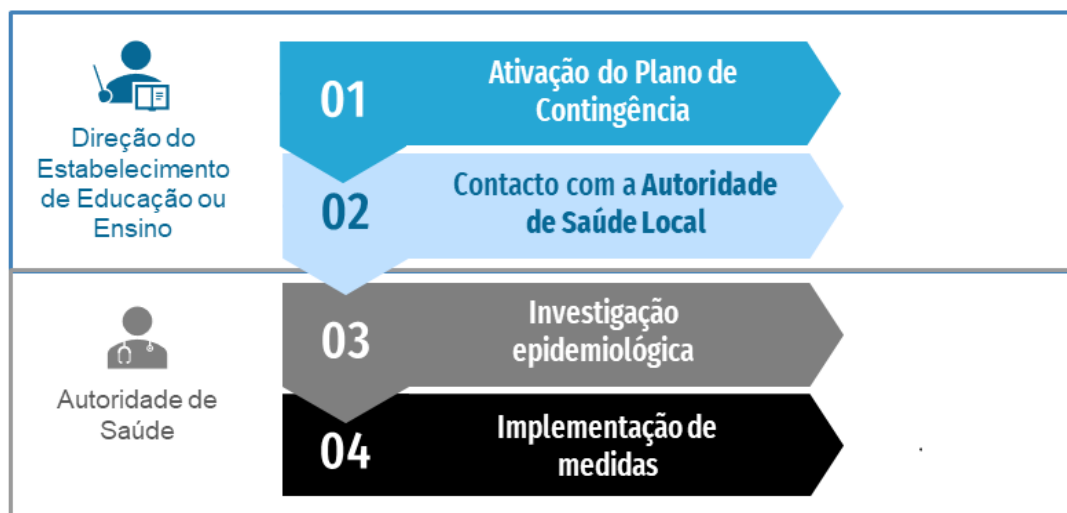 Direção do
Estabelecimento
de Educação ou
Ensino
01
Ativação do Plano de
Contingência
02
Contacto com a Autoridade
de Saúde Local
Autoridade de
Saúde
03
Investigação
epidemiológica
04
Implementação de
medidas
.